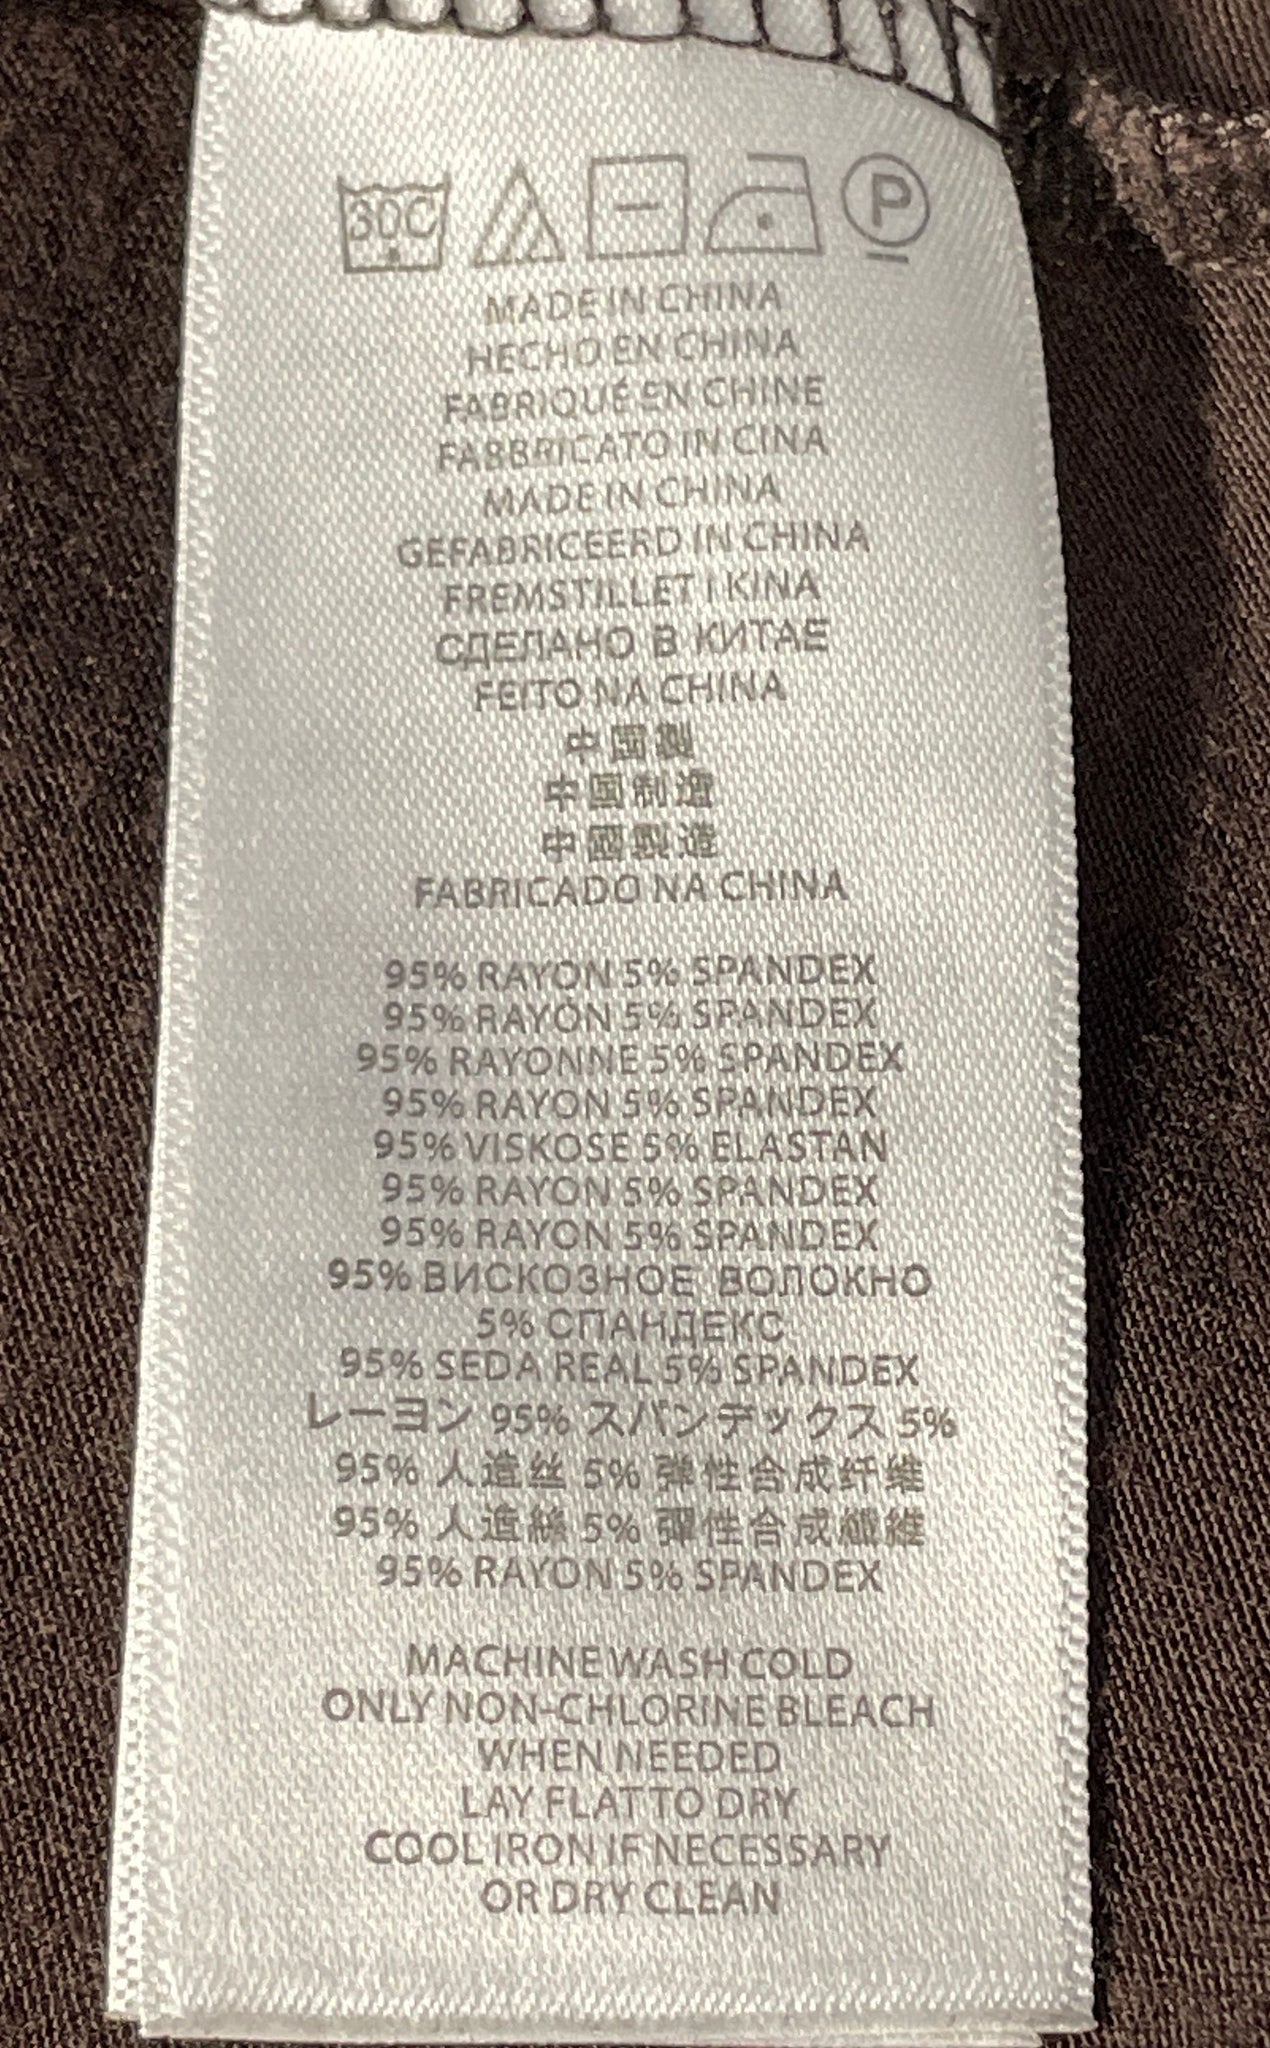 30C
P
MADE IN CHINA
HECHO EN CHINA
FABRIQUÉ EN CHINE
FABBRICATO IN CINA
MADE IN CHINA
GEFABRICEERD IN CHINA
FREMSTILLET I KINA
СДЕЛАНО В КИТАЕ
FEITO NA CHINA
中国製
中国制造
中國製造
FABRICADO NA CHINA
95% RAYON 5% SPANDEX
95% RAYON 5% SPANDEX
95% RAYONNE 5% SPANDEX
95% RAYON 5% SPANDEX
95% VISKOSE 5% ELASTAN
95% RAYON 5% SPANDEX
95% RAYON 5% SPANDEX
95% ВИСКОЗНОЕ ВОЛОКНО
5% СПАНДЕКС
95% SEDA REAL 5% SPANDEX
レーヨン 95% スパンデックス 5%
95% 人造丝 5% 弹性合成纤维
95% 人造絲 5% 彈性合成纖維
95% RAYON 5% SPANDEX
MACHINE WASH COLD
ONLY NON-CHLORINE BLEACH
WHEN NEEDED
LAY FLAT TO DRY
COOL IRON IF NECESSARY
OR DRY CLEAN